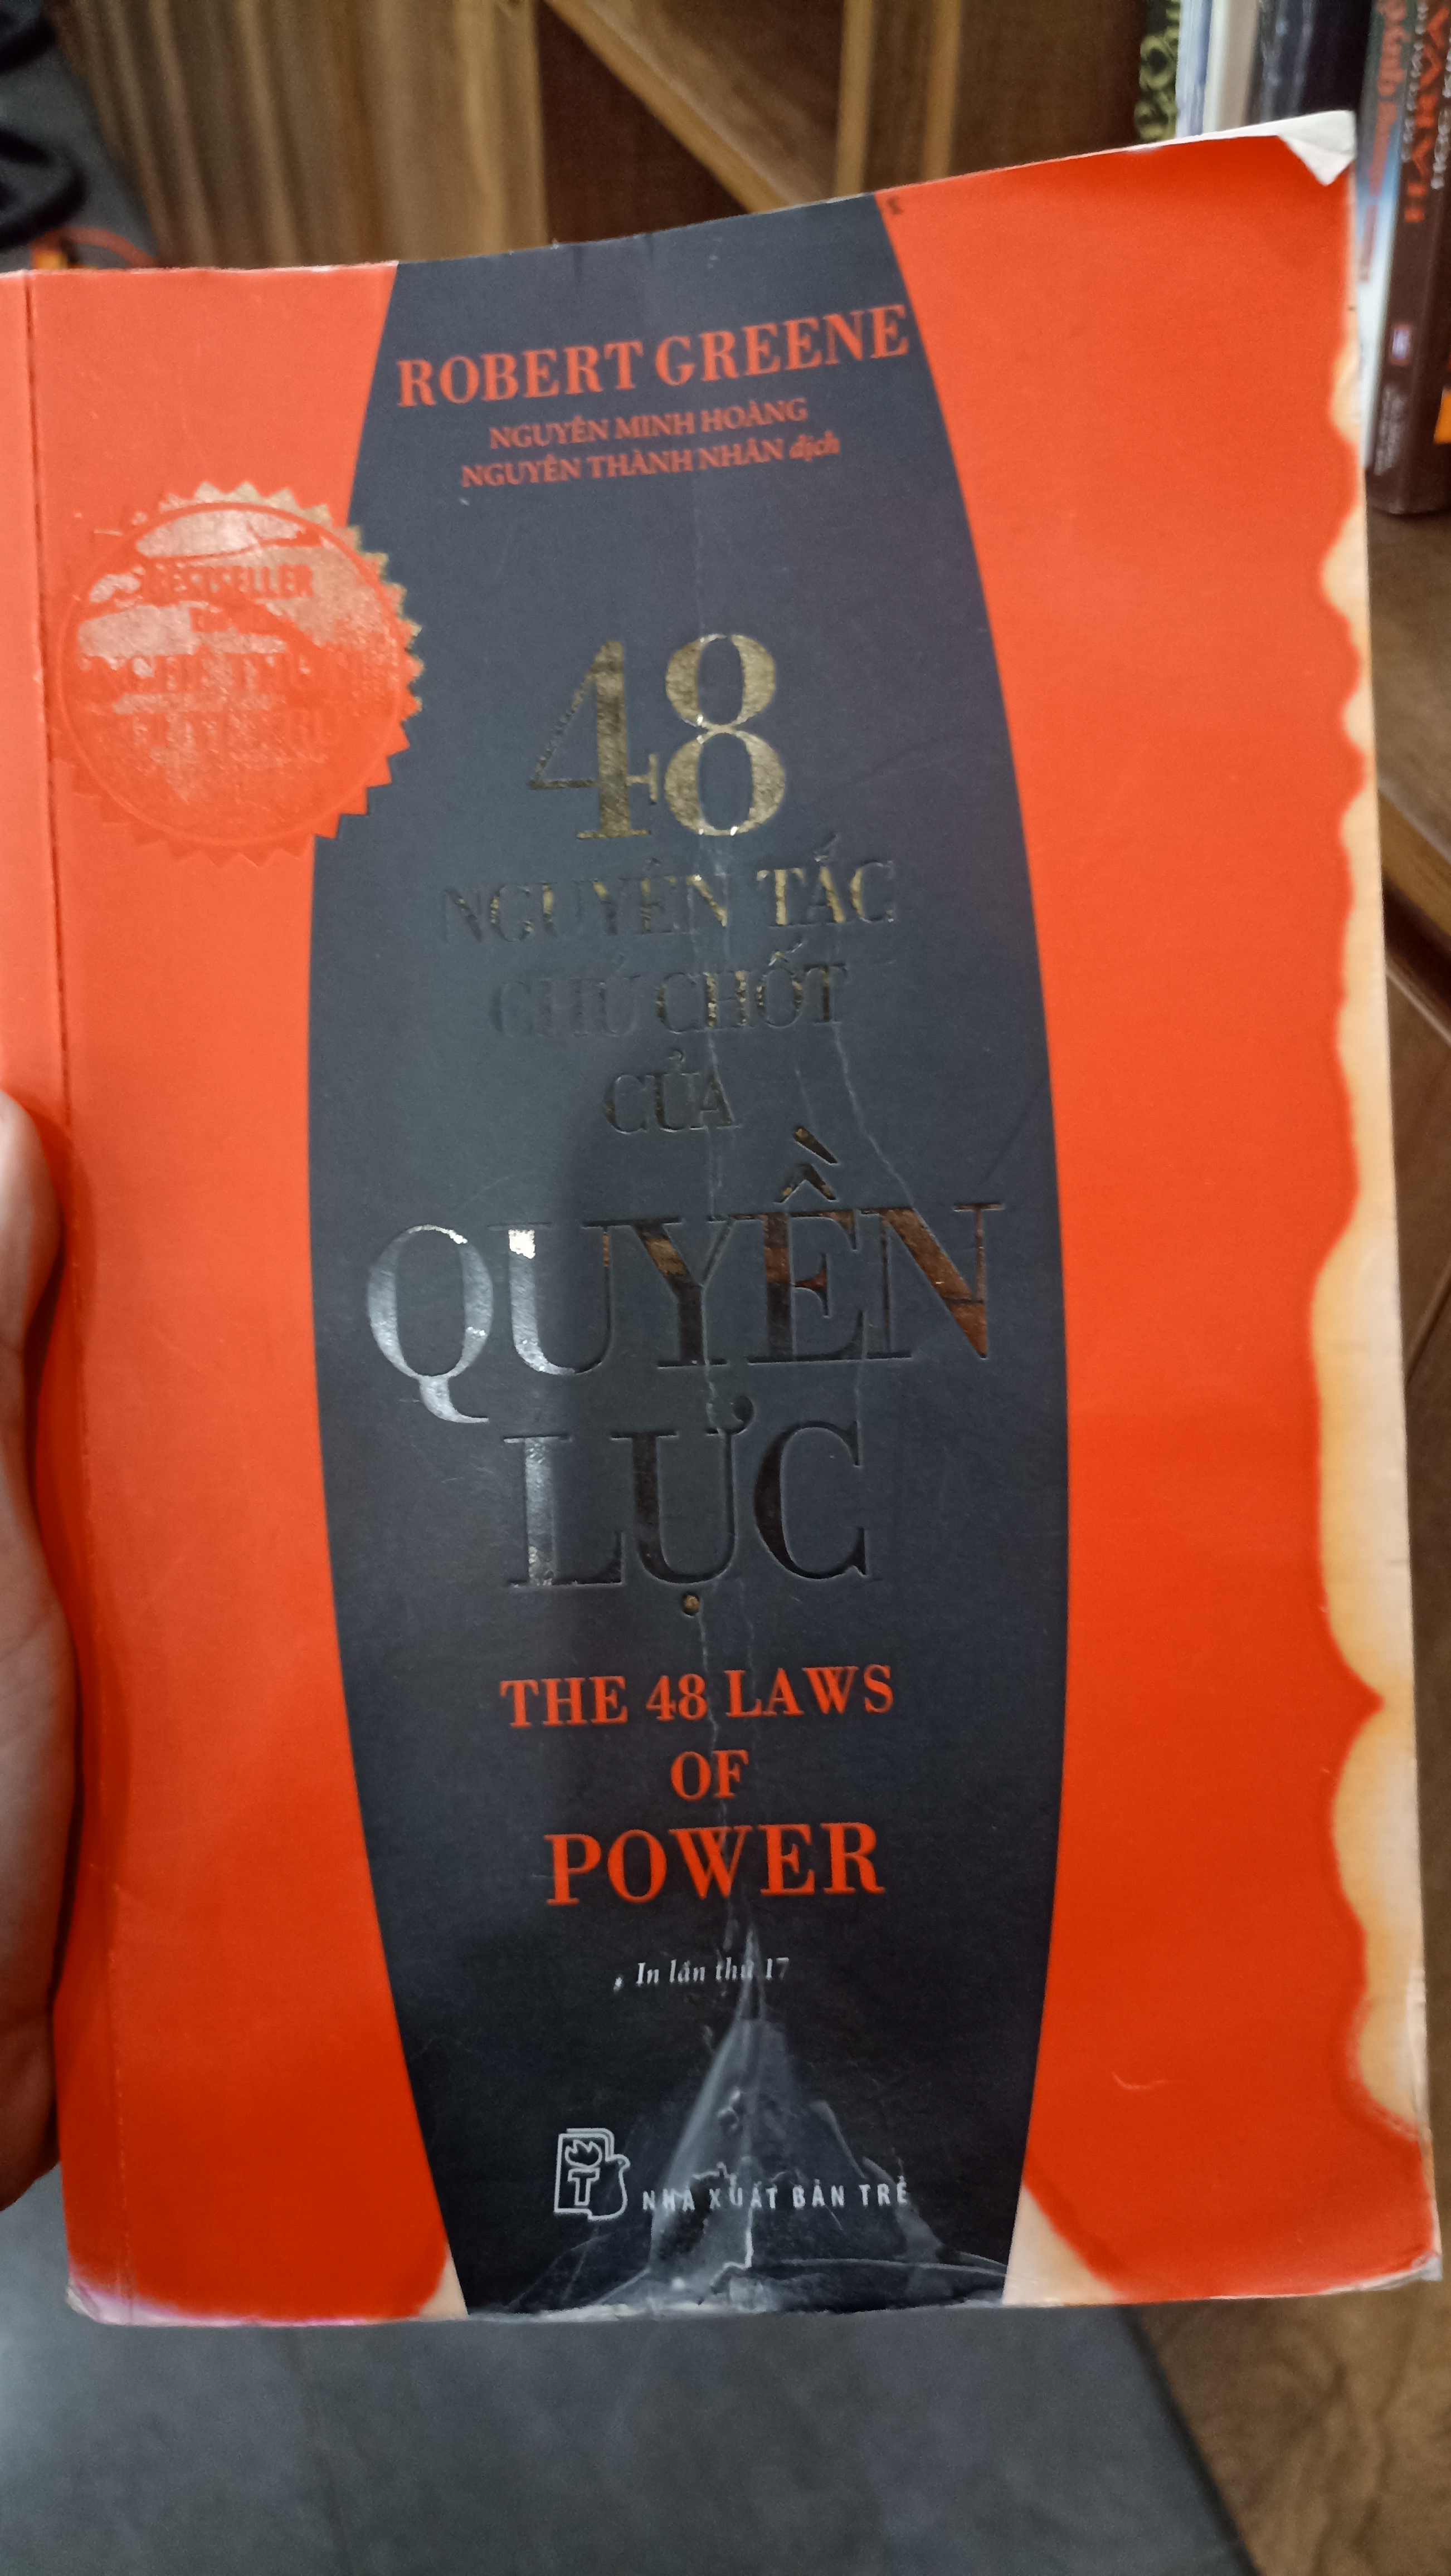 ROBERT GREENE
NGUYỄN MINH HOÀNG
NGUYỄN THÀNH NHÂN dịch
BESTSELLER
48
NGUYÊN TẮC
CHỦ CHỐT
CỦA
QUYỀN
LỰC
THE 48 LAWS
OF
POWER
In lần thứ 17
T
NHÀ XUẤT BẢN TRẺ